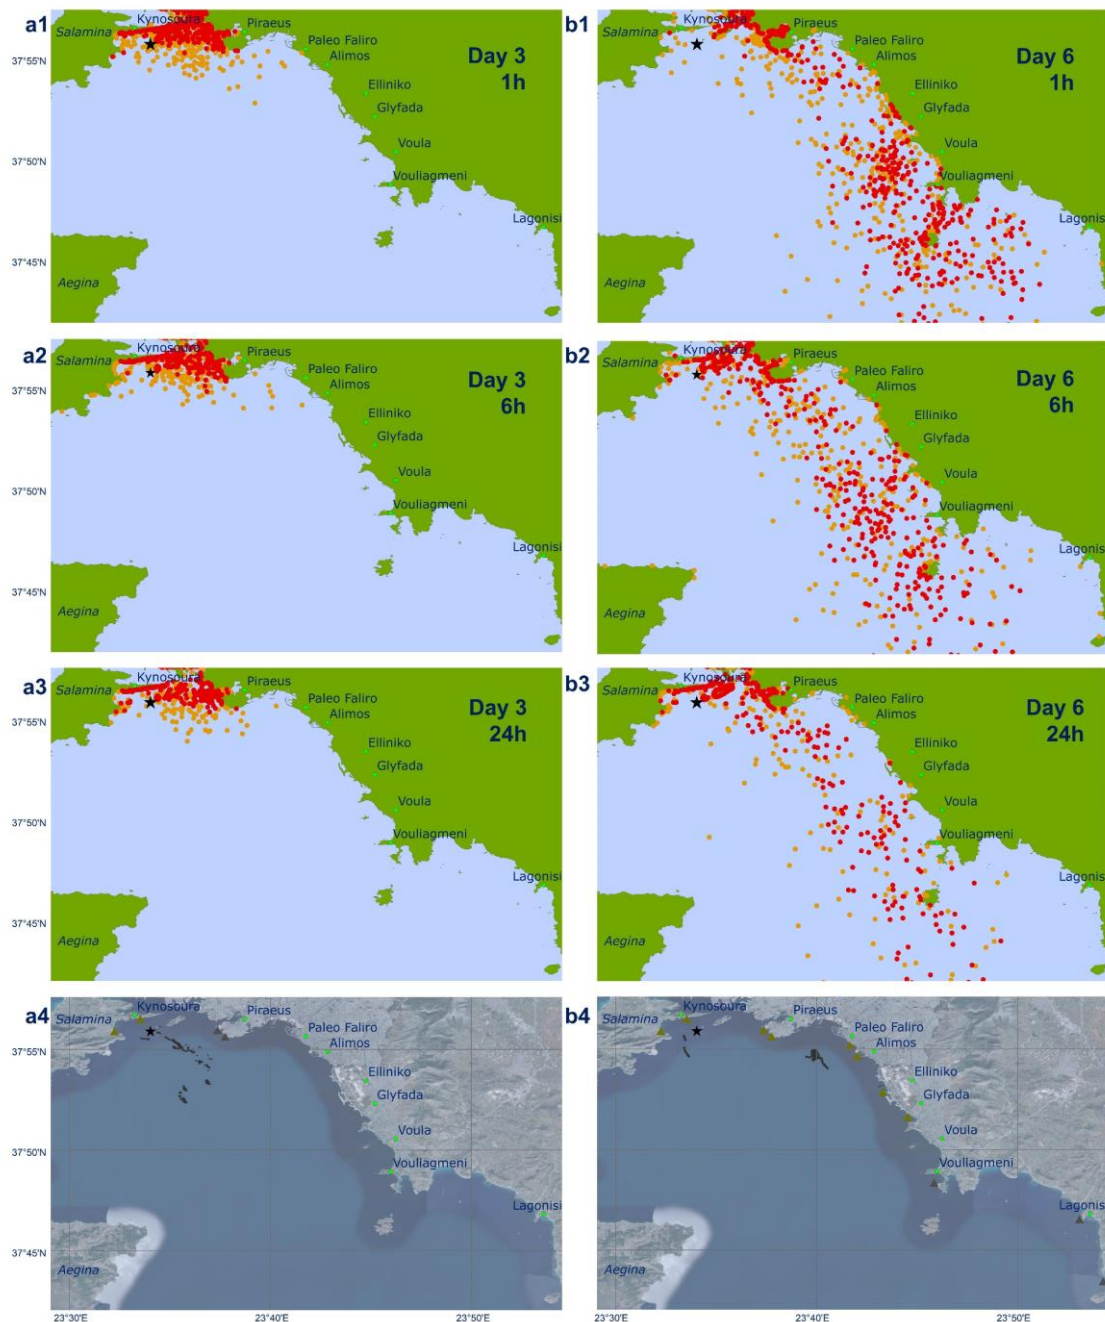 a1
Salamina
Kynosoura
Piraeus
Paleo Faliro
Alimos
Day 3
1h
37°55'N
Elliniko
Glyfada
37°50'N
Voula
Vouliagmeni
Lagonisi
37°45'N
Aegina
b1
Salamina
Kynosoura
Piraeus
Paleo Faliro
Alimos
Day 6
1h
Elliniko
Glyfada
Voula
Vouliagmeni
Lagonisi
Aegina
a2
Salamina
Kynosoura
Piraeus
Paleo Faliro
Alimos
Day 3
6h
37°55'N
Elliniko
Glyfada
37°50'N
Voula
Vouliagmeni
Lagonisi
37°45'N
Aegina
b2
Salamina
Kynosoura
Piraeus
Paleo Faliro
Alimos
Day 6
6h
Elliniko
Glyfada
Voula
Vouliagmeni
Lagonisi
Aegina
a3
Salamina
Kynosoura
Piraeus
Paleo Faliro
Alimos
Day 3
24h
37°55'N
Elliniko
Glyfada
37°50'N
Voula
Vouliagmeni
Lagonisi
37°45'N
Aegina
b3
Salamina
Kynosoura
Piraeus
Paleo Faliro
Alimos
Day 6
24h
Elliniko
Glyfada
Voula
Vouliagmeni
Lagonisi
Aegina
a4
Salamina
Kynosoura
Piraeus
Paleo Faliro
Alimos
37°55'N
Elliniko
Glyfada
37°50'N
Voula
Vouliagmeni
Lagonisi
37°45'N
Aegina
23°30'E
23°40'E
23°50'E
b4
Salamina
Kynosoura
Piraeus
Paleo Faliro
Alimos
Elliniko
Glyfada
Voula
Vouliagmeni
Lagonisi
Aegina
23°30'E
23°40'E
23°50'E